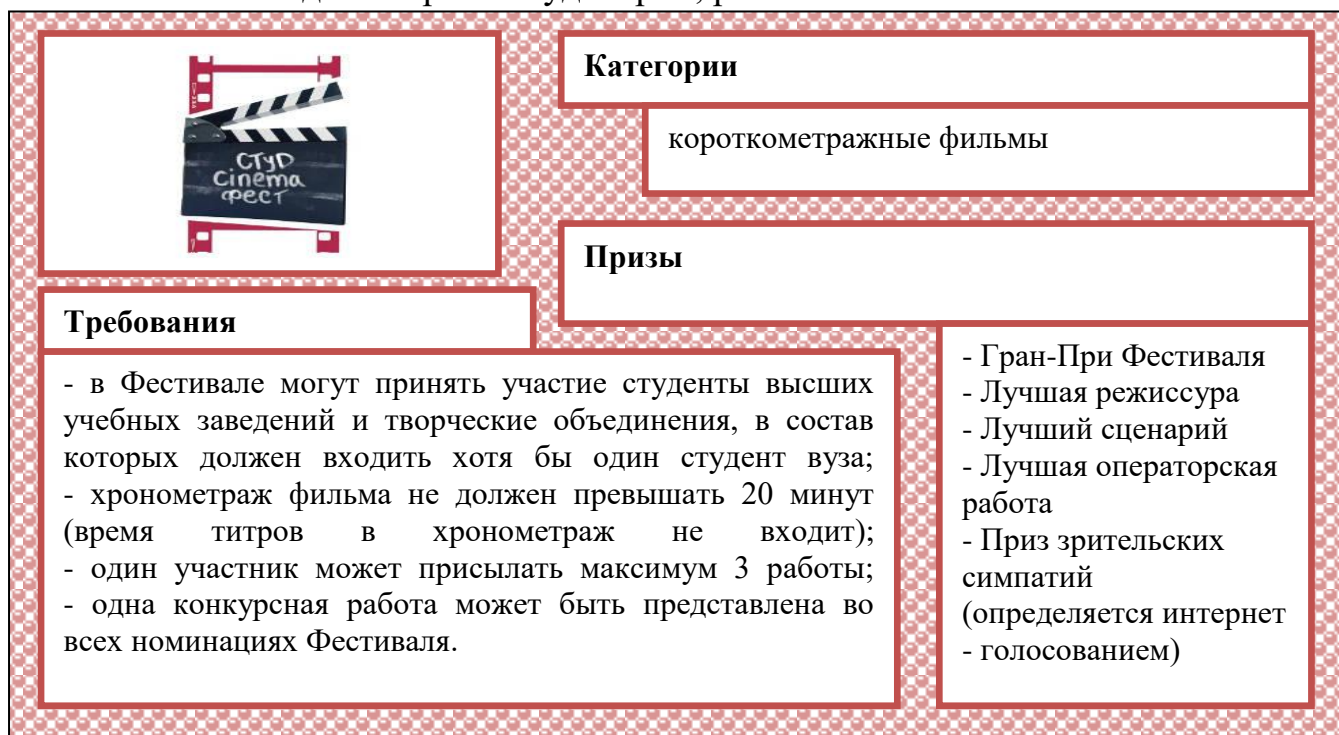 СТУD
Cinema
фест
Категории
короткометражные фильмы
Призы
- Гран-При Фестиваля
- Лучшая режиссура
- Лучший сценарий
- Лучшая операторская
работа
- Приз зрительских
симпатий
(определяется интернет
- голосованием)
Требования
- в Фестивале могут принять участие студенты высших
учебных заведений и творческие объединения, в состав
которых должен входить хотя бы один студент вуза;
- хронометраж фильма не должен превышать 20 минут
(время титров в хронометраж не входит);
- один участник может присылать максимум 3 работы;
- одна конкурсная работа может быть представлена во
всех номинациях Фестиваля.